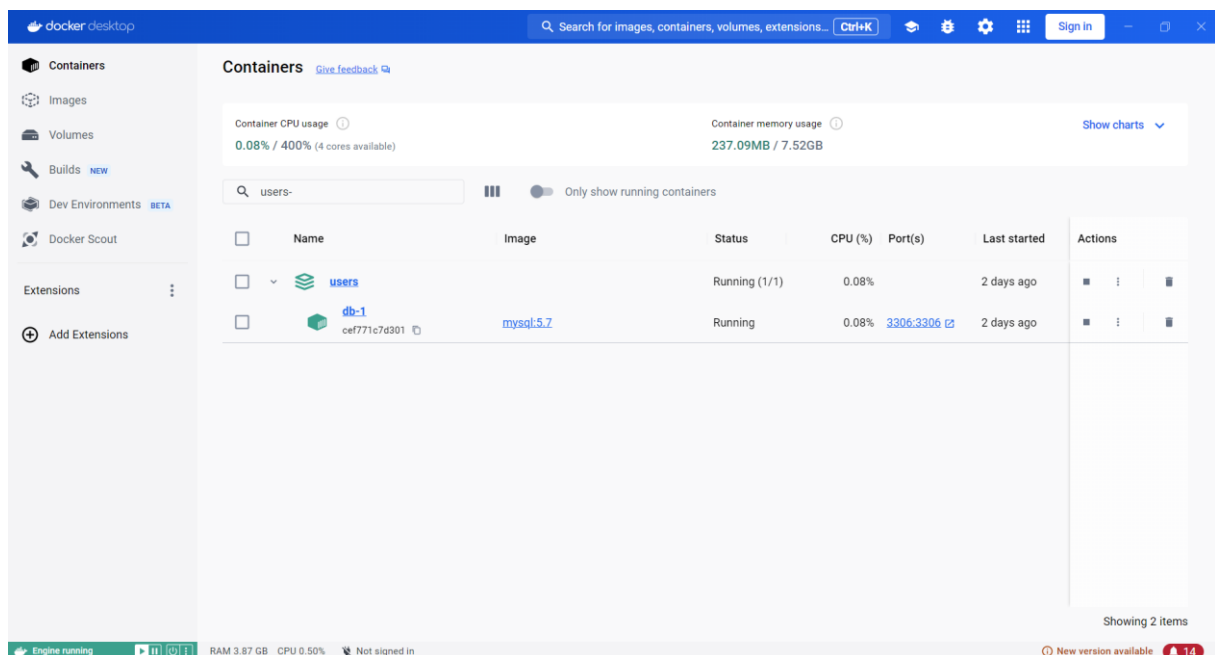 docker desktop
Search for images, containers, volumes, extensions... Ctrl+K
Sign in
Containers
Images
Volumes
Builds NEW
Dev Environments BETA
Docker Scout
Extensions
Add Extensions
Containers Give feedback
Container CPU usage
0.08% / 400% (4 cores available)
Container memory usage
237.09MB / 7.52GB
Show charts
users-
Only show running containers
Name Image Status CPU (%) Port(s) Last started Actions
users Running (1/1) 0.08% 2 days ago
db-1
cef771c7d301
mysql:5.7 Running 0.08% 3306:3306 2 days ago
Showing 2 items
Engine running RAM 3.87 GB CPU 0.50% Not signed in New version available 14